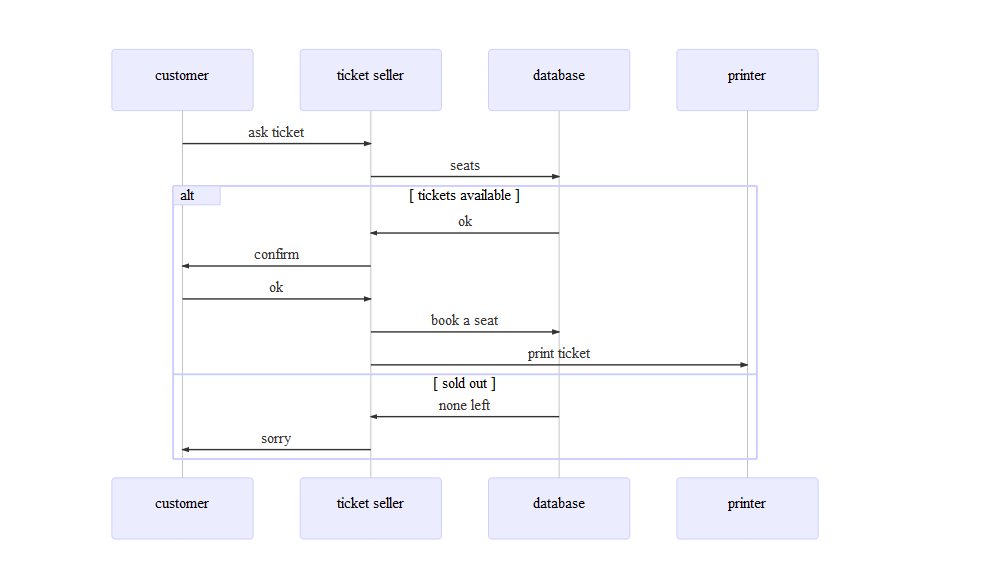 customer
ticket seller
database
printer
ask ticket
seats
alt
[ tickets available ]
ok
confirm
ok
book a seat
print ticket
[ sold out ]
none left
sorry
customer
ticket seller
database
printer